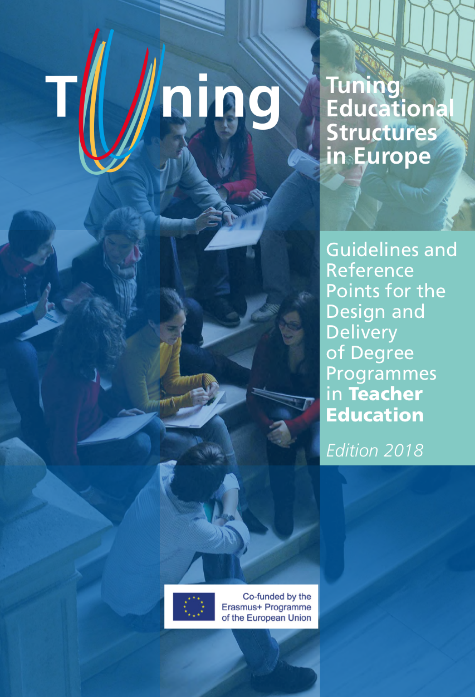 Tuning
Tuning
Educational
Structures
in Europe
Guidelines and
Reference
Points for the
Design and
Delivery
of Degree
Programmes
in Teacher
Education
Edition 2018
Co-funded by the
Erasmus+ Programme
of the European Union